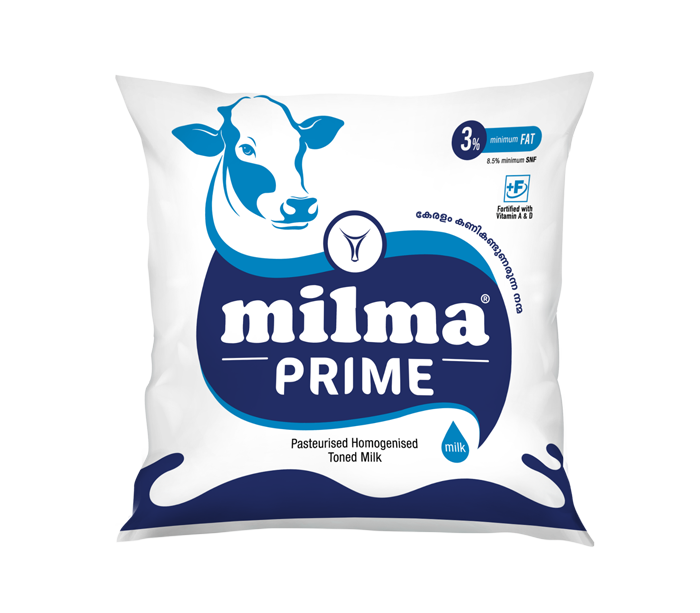 3%
minimum FAT
8.5% minimum SNF
+F
Fortified with
Vitamin A & D
കേരളം കണികണ്ടുണരുന്ന നന്മ
milma®
PRIME
Pasteurised Homogenised
Toned Milk
milk